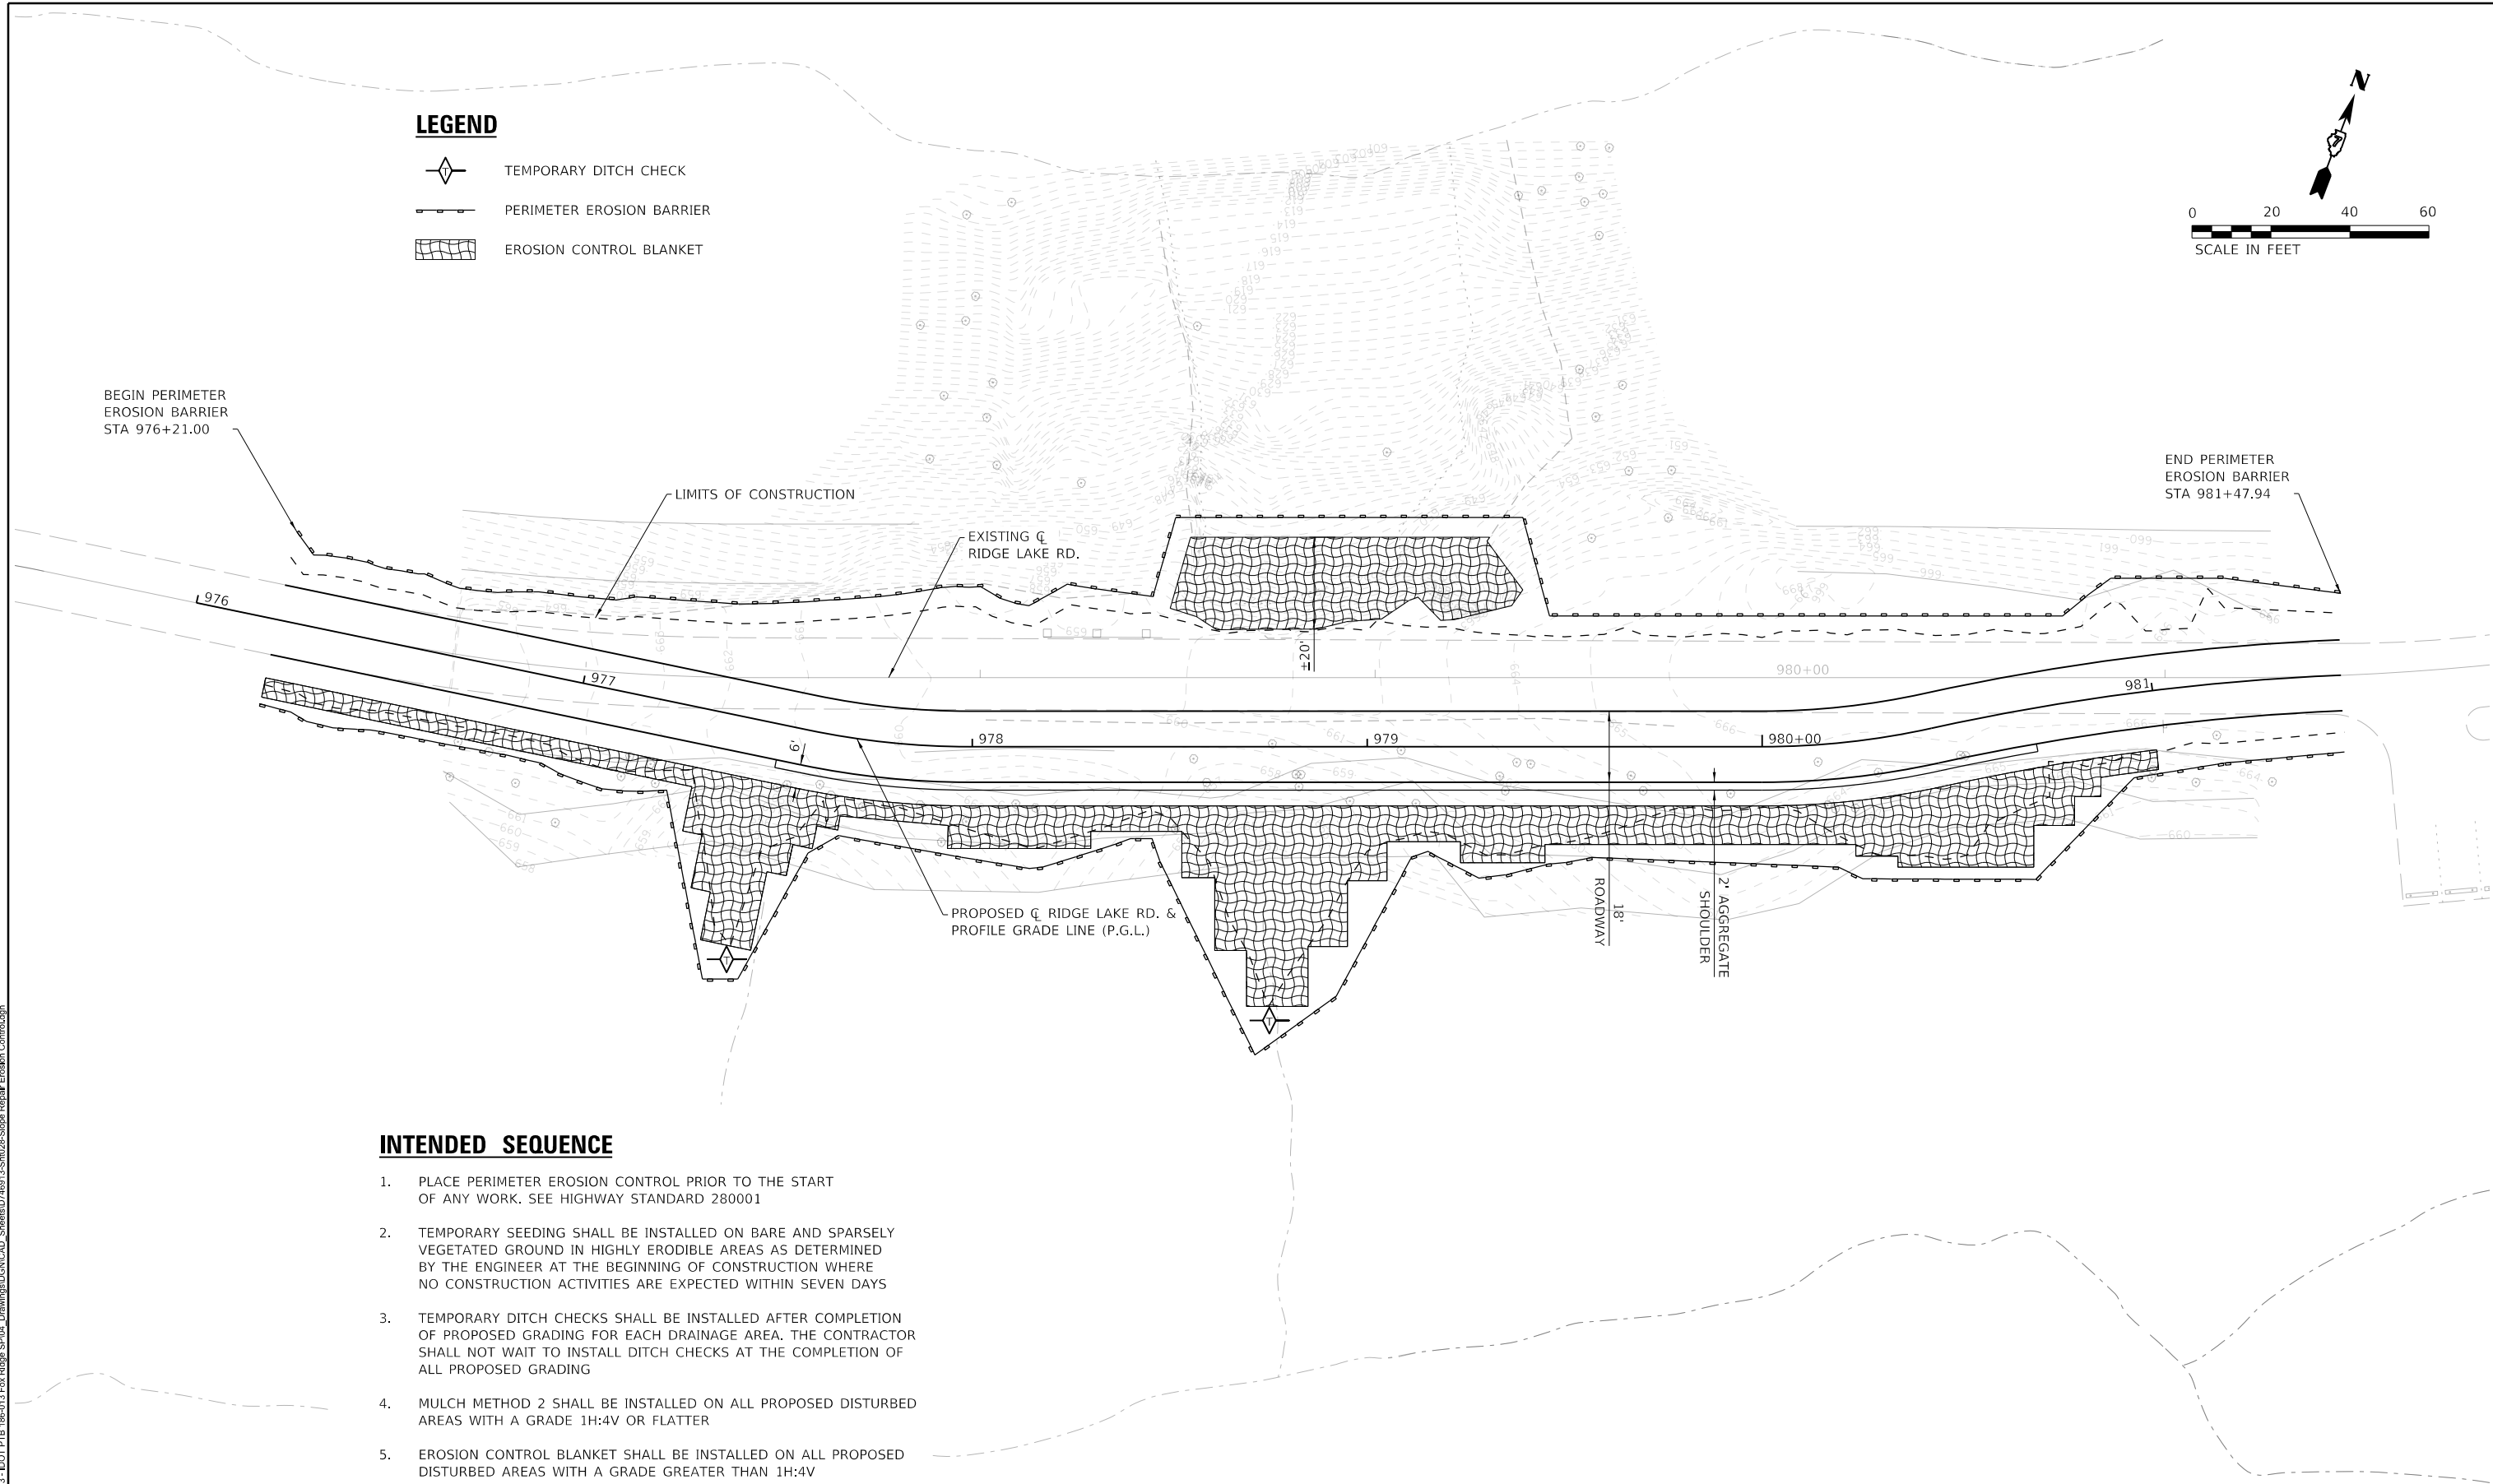 LEGEND
TEMPORARY DITCH CHECK
PERIMETER EROSION BARRIER
EROSION CONTROL BLANKET
N
0 20 40 60
SCALE IN FEET
BEGIN PERIMETER
EROSION BARRIER
STA 976+21.00
LIMITS OF CONSTRUCTION
EXISTING ℄
RIDGE LAKE RD.
END PERIMETER
EROSION BARRIER
STA 981+47.94
976
977
978
979
980+00
980+00
981
±20'
6'
18'
ROADWAY
2' AGGREGATE
SHOULDER
PROPOSED ℄ RIDGE LAKE RD. &
PROFILE GRADE LINE (P.G.L.)
INTENDED SEQUENCE
1. PLACE PERIMETER EROSION CONTROL PRIOR TO THE START
OF ANY WORK. SEE HIGHWAY STANDARD 280001
2. TEMPORARY SEEDING SHALL BE INSTALLED ON BARE AND SPARSELY
VEGETATED GROUND IN HIGHLY ERODIBLE AREAS AS DETERMINED
BY THE ENGINEER AT THE BEGINNING OF CONSTRUCTION WHERE
NO CONSTRUCTION ACTIVITIES ARE EXPECTED WITHIN SEVEN DAYS
3. TEMPORARY DITCH CHECKS SHALL BE INSTALLED AFTER COMPLETION
OF PROPOSED GRADING FOR EACH DRAINAGE AREA. THE CONTRACTOR
SHALL NOT WAIT TO INSTALL DITCH CHECKS AT THE COMPLETION OF
ALL PROPOSED GRADING
4. MULCH METHOD 2 SHALL BE INSTALLED ON ALL PROPOSED DISTURBED
AREAS WITH A GRADE 1H:4V OR FLATTER
5. EROSION CONTROL BLANKET SHALL BE INSTALLED ON ALL PROPOSED
DISTURBED AREAS WITH A GRADE GREATER THAN 1H:4V